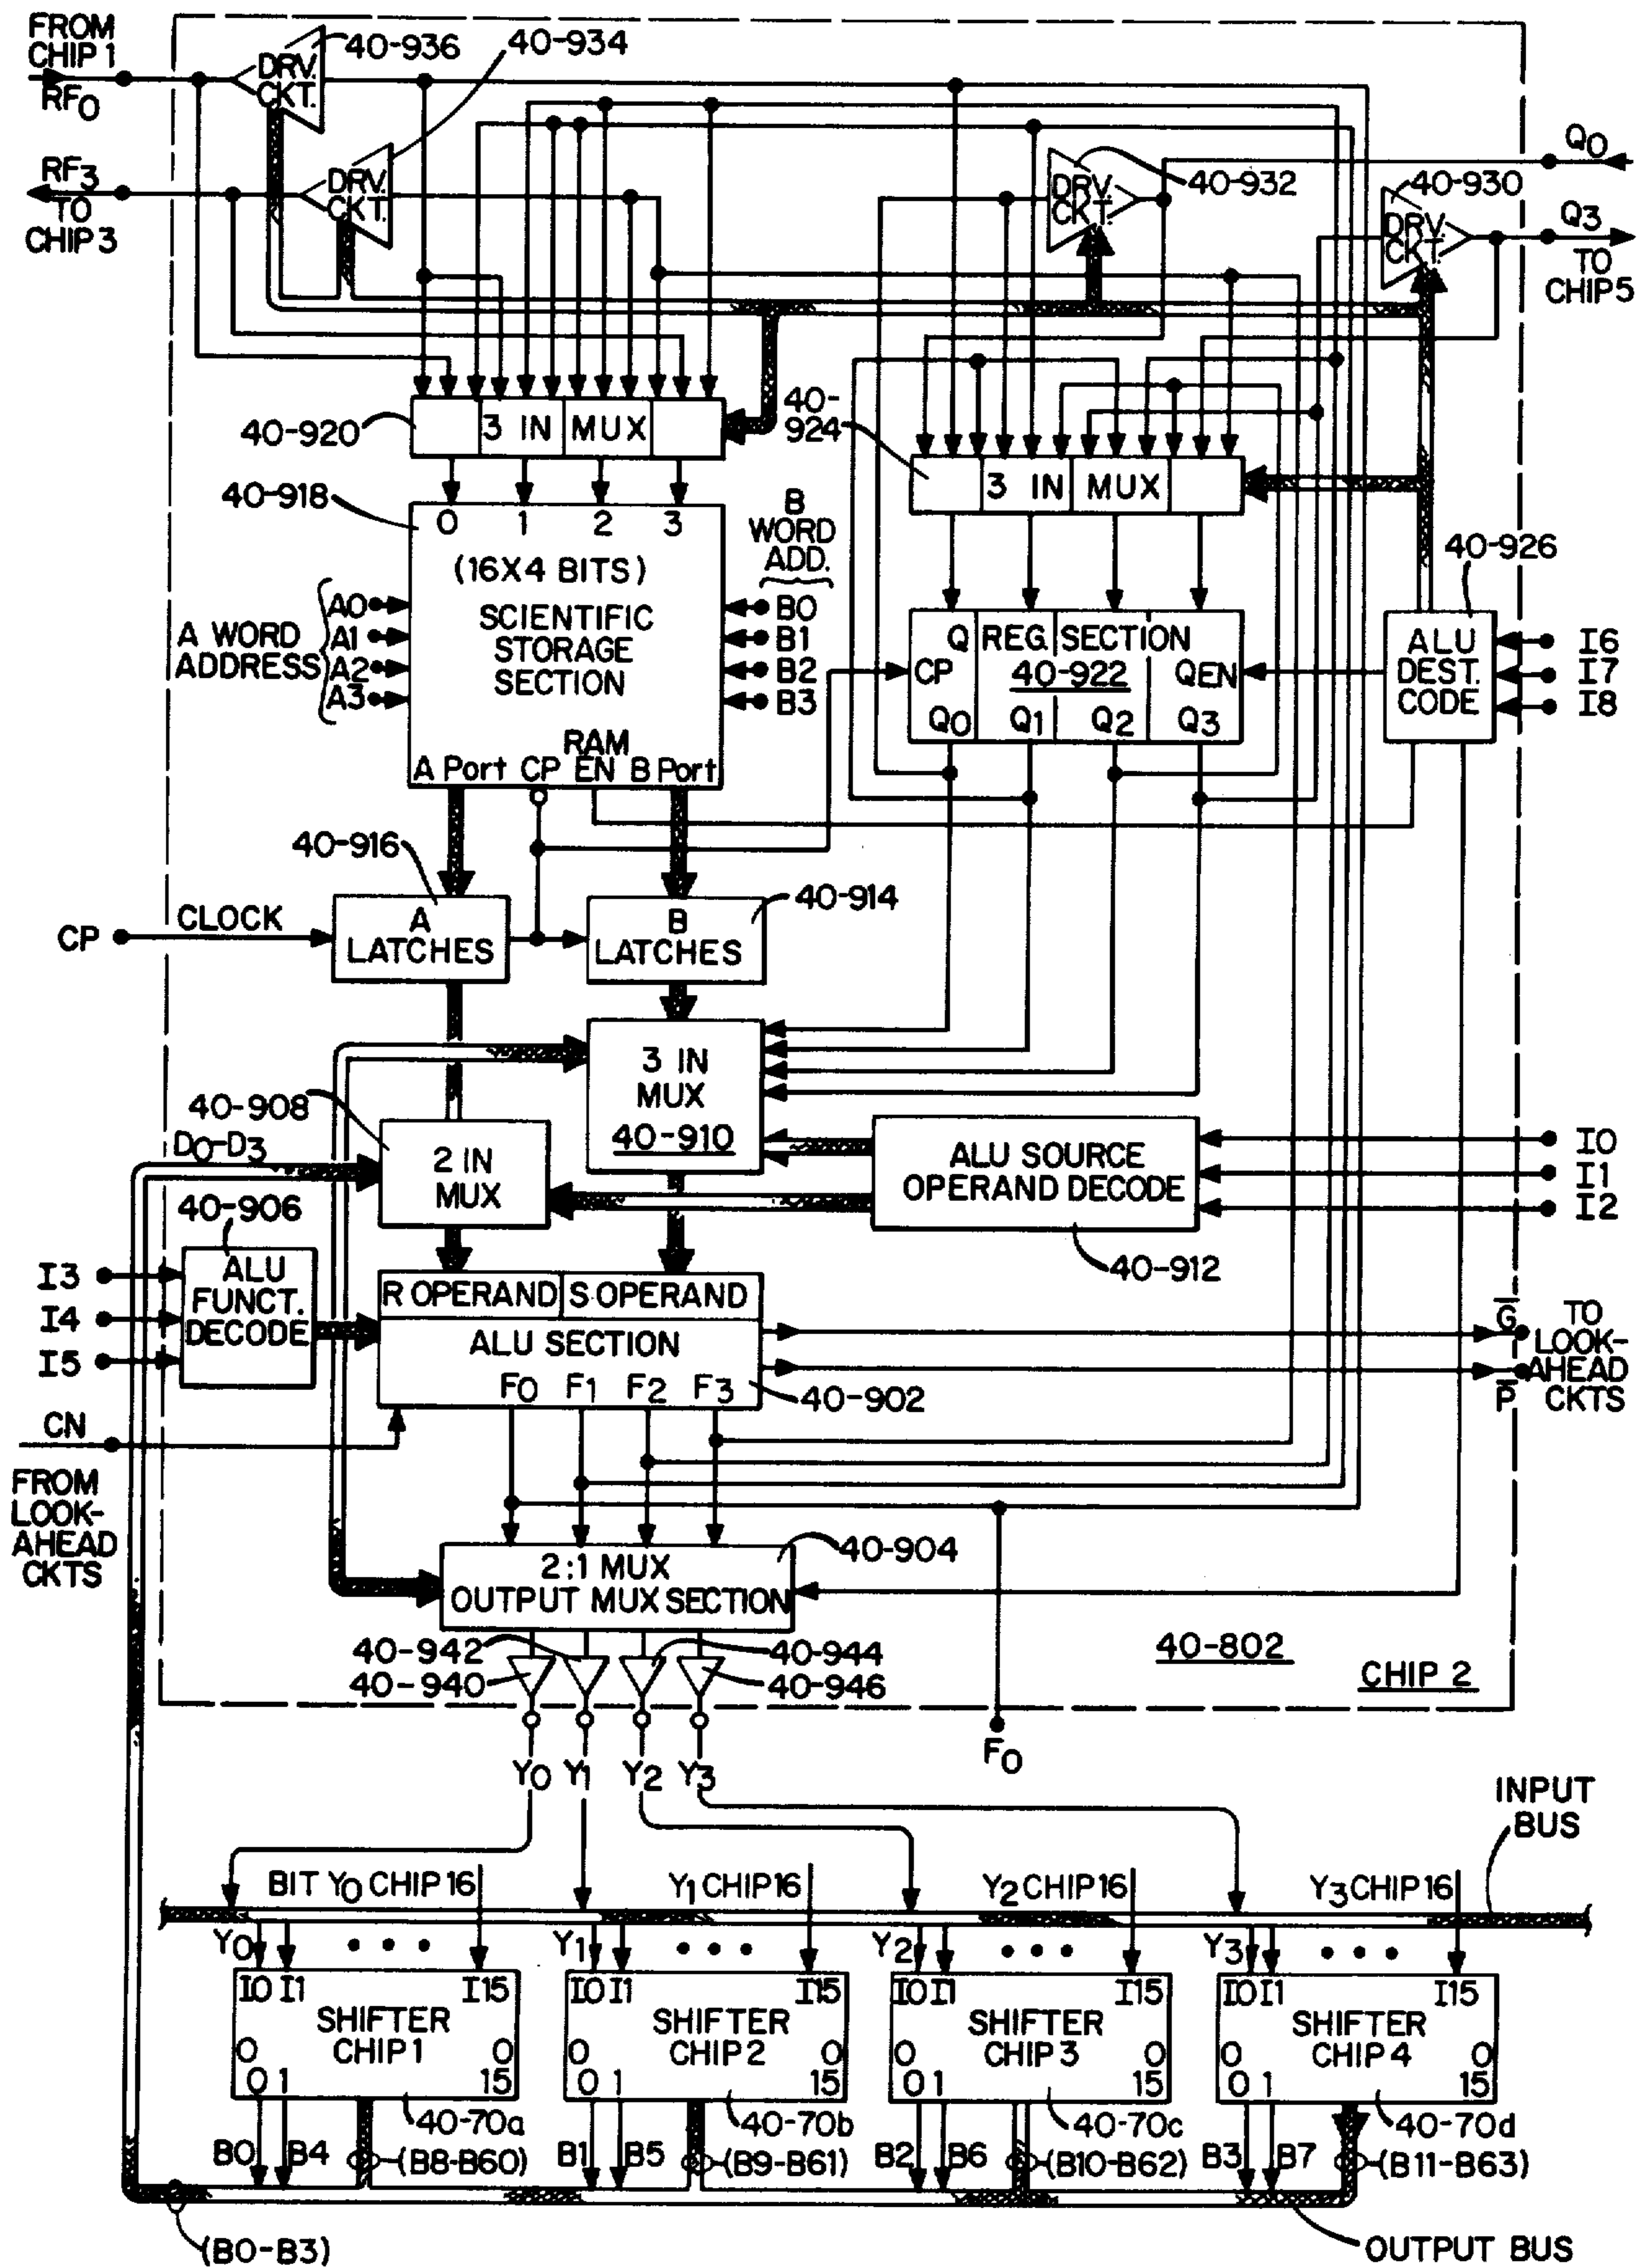 FROM
CHIP 1
RF0
40-936
40-934
DRV.
CKT.
RF3
TO
CHIP 3
DRV.
CKT.
DRV.
CKT.
40-932
40-930
DRV.
CKT.
Q0
Q3
TO
CHIP 5
40-920
3 IN MUX
40-
924
3 IN MUX
40-918
0 1 2 3
(16X4 BITS)
SCIENTIFIC
STORAGE
SECTION
B
WORD
ADD.
A WORD
ADDRESS
A0
A1
A2
A3
B0
B1
B2
B3
RAM
A Port CP EN B Port
Q REG. SECTION
CP 40-922 QEN
Q0 Q1 Q2 Q3
40-926
ALU
DEST.
CODE
I6
I7
I8
40-916
CP
CLOCK
A
LATCHES
B
LATCHES
40-914
3 IN
MUX
40-910
40-908
D0-D3
2 IN
MUX
ALU SOURCE
OPERAND DECODE
I0
I1
I2
40-912
40-906
I3
I4
I5
ALU
FUNCT.
DECODE
R OPERAND S OPERAND
ALU SECTION
F0 F1 F2 F3
40-902
G̅
P̅
TO
LOOK-
AHEAD
CKTS
CN
FROM
LOOK-
AHEAD
CKTS
40-904
2:1 MUX
OUTPUT MUX SECTION
40-942
40-940
40-944
40-946
40-802
CHIP 2
F0
Y0 Y1 Y2 Y3
INPUT
BUS
BIT Y0 CHIP 16
Y1 CHIP 16
Y2 CHIP 16
Y3 CHIP 16
Y0 • • •
Y1 • • •
Y2 • • •
Y3 • • •
I0 I1 I15
SHIFTER
CHIP 1
0 0
0 1 15
I0 I1 I15
SHIFTER
CHIP 2
0 0
0 1 15
I0 I1 I15
SHIFTER
CHIP 3
0 0
0 1 15
I0 I1 I15
SHIFTER
CHIP 4
0 0
0 1 15
40-70a
40-70b
40-70c
40-70d
B0 B4 (B8-B60)
B1 B5 (B9-B61)
B2 B6 (B10-B62)
B3 B7 (B11-B63)
(B0-B3)
OUTPUT BUS